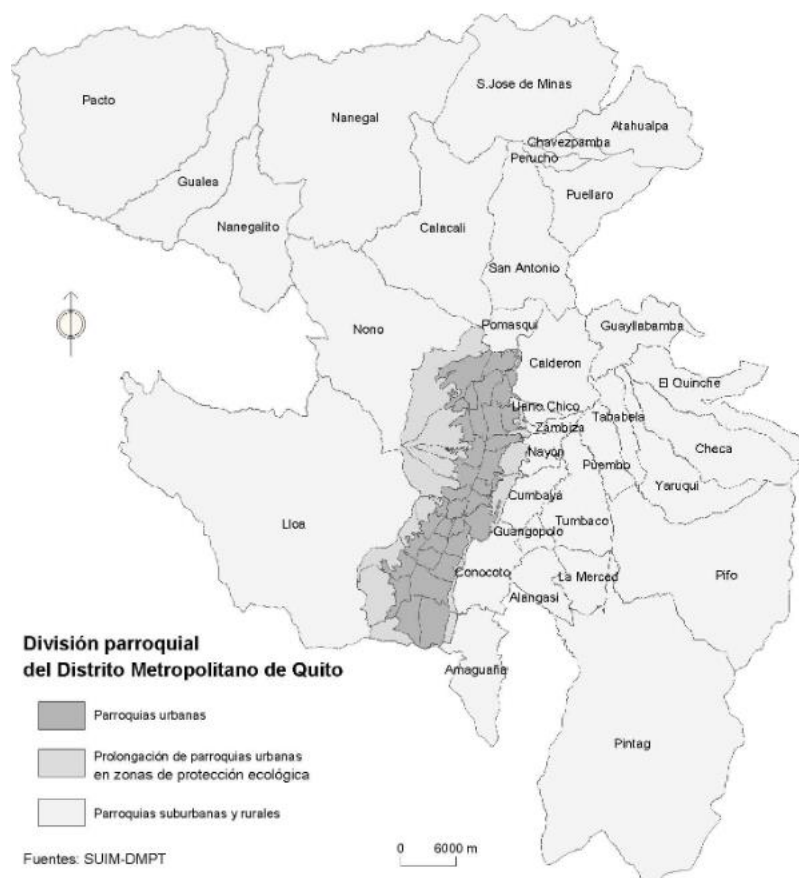 S.Jose de Minas
Pacto
Nanegal
Atahualpa
Chavezpamba
Perucho
Gualea
Puellaro
Nanegalito
Calacali
San Antonio
Nono
Pomasqui
Guayllabamba
Calderon
El Quinche
Llano Chico
Tababela
Zambiza
Checa
Nayon
Puembo
Yaruqui
Cumbaya
Lloa
Tumbaco
Guangopolo
Conocoto
La Merced
Pifo
Alangasi
Amaguaña
Pintag
División parroquial
del Distrito Metropolitano de Quito
Parroquias urbanas
Prolongación de parroquias urbanas
en zonas de protección ecológica
Parroquias suburbanas y rurales
Fuentes: SUIM-DMPT
0 6000 m